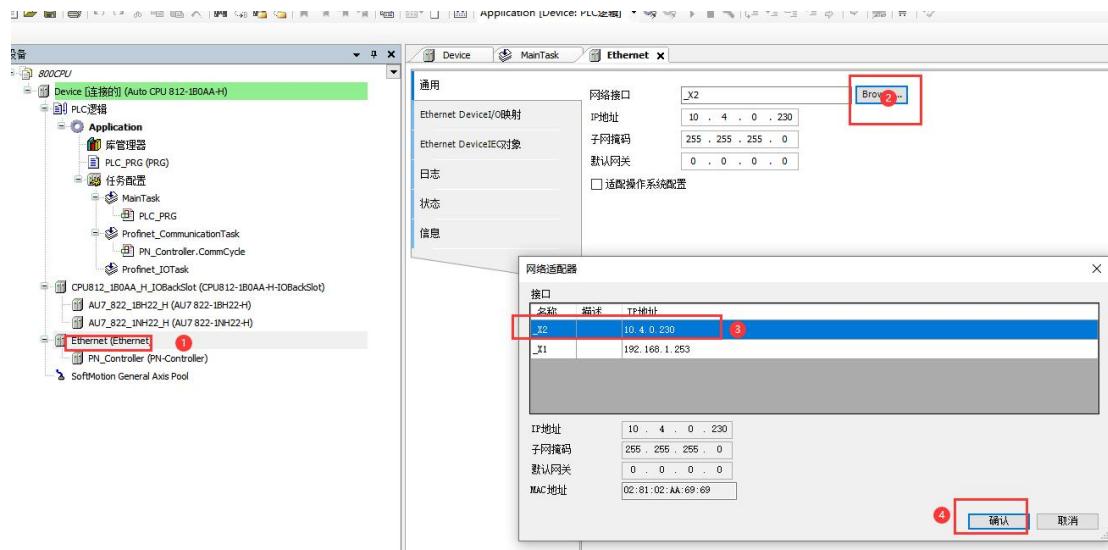 Application [Device: PLC逻辑]
设备
800CPU
Device [连接的] (Auto CPU 812-1B0AA-H)
PLC逻辑
Application
库管理器
PLC_PRG (PRG)
任务配置
MainTask
PLC_PRG
Profinet_CommunicationTask
PN_Controller.CommCycle
Profinet_IOTask
CPU812_1B0AA_H_IOBackSlot (CPU812-1B0AA-H-IOBackSlot)
AU7_822_1BH22_H (AU7 822-1BH22-H)
AU7_822_1NH22_H (AU7 822-1NH22-H)
Ethernet (Ethernet)
1
PN_Controller (PN-Controller)
SoftMotion General Axis Pool
Device
MainTask
Ethernet
通用
Ethernet DeviceI/O映射
Ethernet DeviceIEC对象
日志
状态
信息
网络接口
_X2
2
IP地址
10 . 4 . 0 . 230
子网掩码
255 . 255 . 255 . 0
默认网关
0 . 0 . 0 . 0
适配操作系统配置
网络适配器
接口
名称 描述 IP地址
_X2 10.4.0.230
3
_X1 192.168.1.253
IP地址 10 . 4 . 0 . 230
子网掩码 255 . 255 . 255 . 0
默认网关 0 . 0 . 0 . 0
MAC地址 02:81:02:AA:69:69
4
确认 取消